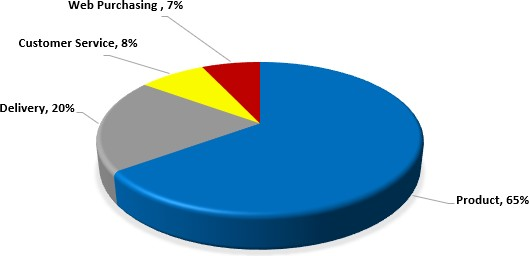 Web Purchasing , 7%
Customer Service, 8%
Delivery, 20%
Product, 65%